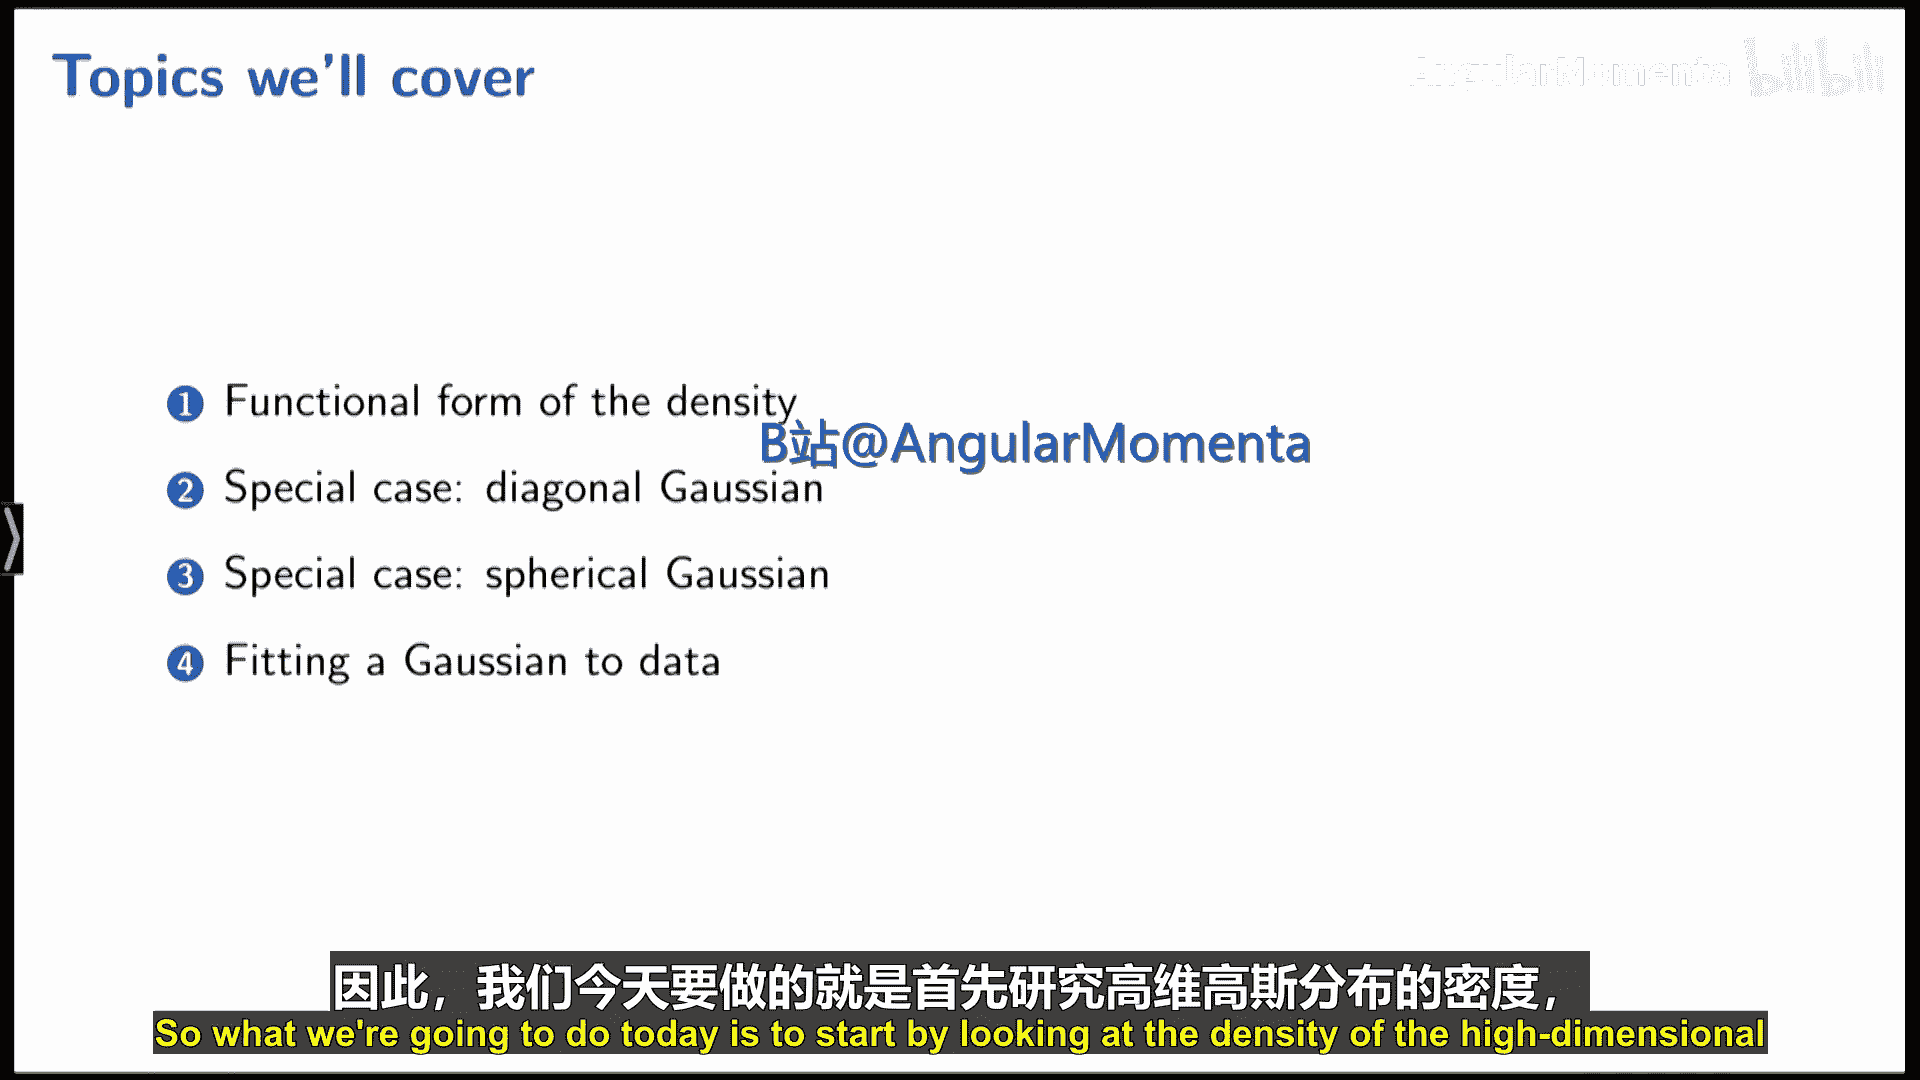 Topics we'll cover
AngularMomenta bilibili
1 Functional form of the density
B站@AngularMomenta
2 Special case: diagonal Gaussian
3 Special case: spherical Gaussian
4 Fitting a Gaussian to data
因此，我们今天要做的就是首先研究高维高斯分布的密度，
So what we're going to do today is to start by looking at the density of the high-dimensional